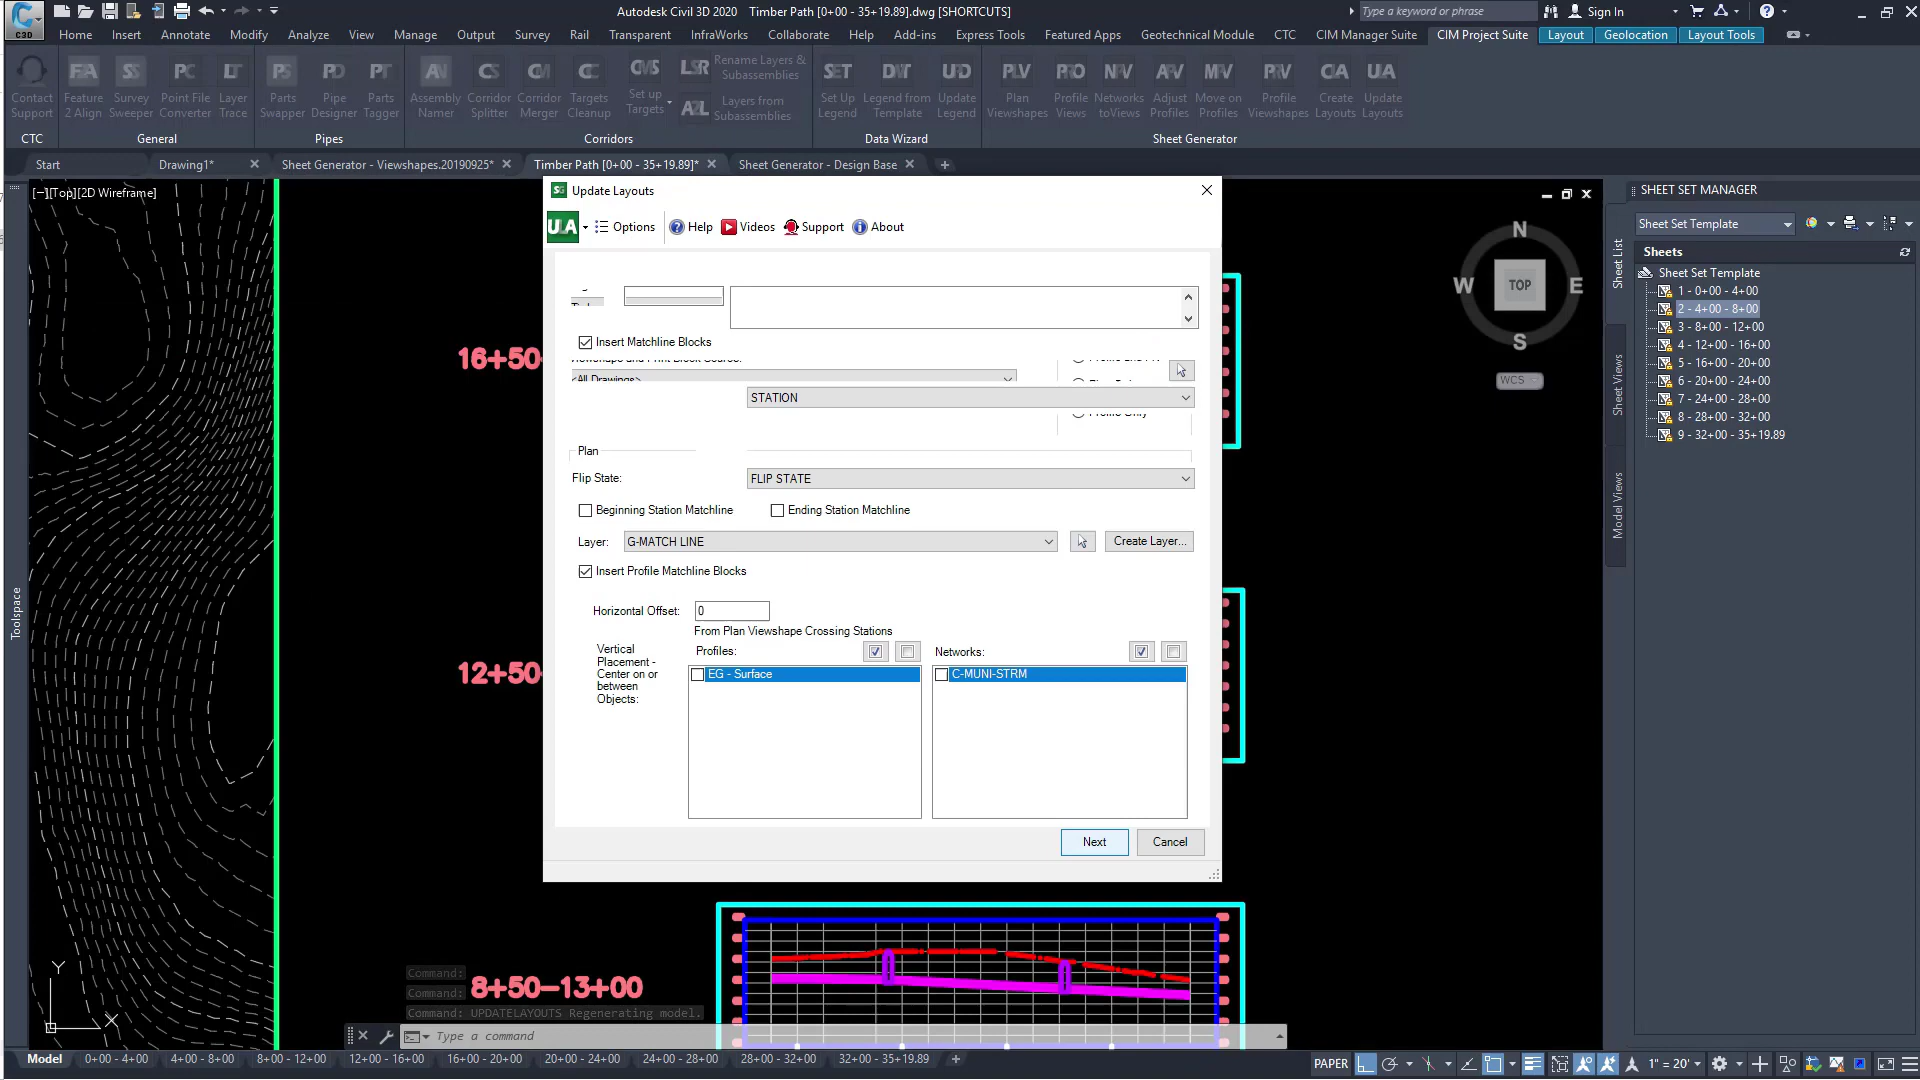 Autodesk Civil 3D 2020 Timber Path [0+00 - 35+19.89].dwg [SHORTCUTS]
Type a keyword or phrase
Sign In
C3D
Home Insert Annotate Modify Analyze View Manage Output Survey Rail Transparent InfraWorks Collaborate Help Add-ins Express Tools Featured Apps Geotechnical Module CTC CIM Manager Suite CIM Project Suite Layout Geolocation Layout Tools
Contact Support
Feature 2 Align
Survey Sweeper
Point File Converter
Layer Trace
Parts Swapper
Pipe Designer
Parts Tagger
Assembly Namer
Corridor Splitter
Corridor Merger
Targets Cleanup
Set up Targets
Rename Layers & Subassemblies
Layers from Subassemblies
Set Up Legend
Legend from Template
Update Legend
Plan Viewshapes
Profile Views
Networks toViews
Adjust Profiles
Move on Profiles
Profile Viewshapes
Create Layouts
Update Layouts
CTC General Pipes Corridors Data Wizard Sheet Generator
Start Drawing1* Sheet Generator - Viewshapes.20190925* Timber Path [0+00 - 35+19.89]* Sheet Generator - Design Base
[−][Top][2D Wireframe]
Toolspace
16+50-
12+50-
8+50-13+00
Update Layouts
ULA Options Help Videos Support About
Insert Matchline Blocks
<All Drawings>
STATION
Profile Only
Plan
Flip State: FLIP STATE
Beginning Station Matchline Ending Station Matchline
Layer: G-MATCH LINE Create Layer...
Insert Profile Matchline Blocks
Horizontal Offset: 0
From Plan Viewshape Crossing Stations
Vertical
Placement -
Center on or
between
Objects:
Profiles: Networks:
EG - Surface C-MUNI-STRM
Next Cancel
N
W TOP E
S
WCS
SHEET SET MANAGER
Sheet Set Template
Sheets
Sheet Set Template
1 - 0+00 - 4+00
2 - 4+00 - 8+00
3 - 8+00 - 12+00
4 - 12+00 - 16+00
5 - 16+00 - 20+00
6 - 20+00 - 24+00
7 - 24+00 - 28+00
8 - 28+00 - 32+00
9 - 32+00 - 35+19.89
Sheet List
Sheet Views
Model Views
Y
X
Command:
Command:
Command: UPDATELAYOUTS Regenerating model.
Type a command
Model 0+00 - 4+00 4+00 - 8+00 8+00 - 12+00 12+00 - 16+00 16+00 - 20+00 20+00 - 24+00 24+00 - 28+00 28+00 - 32+00 32+00 - 35+19.89
PAPER 1" = 20'